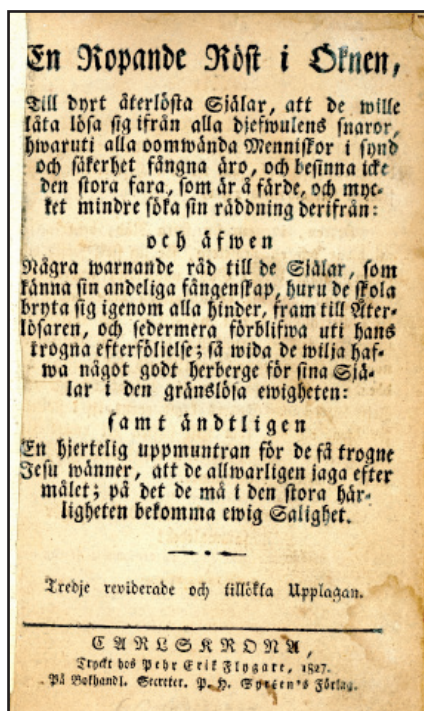 En Ropande Röst i Öknen,
Till dyrt återlösta Själar, att de wille
låta lösa sig ifrån alla djefwulens snaror,
hwaruti alla oomwända Menniskor i synd
och säkerhet fångna äro, och besinna icke
den stora fara, som är å färde, och myc-
ket mindre söka sin räddning derifrån:
och äfwen
Några warnande råd till de Själar, som
känna sin andeliga fångenskap, huru de skola
bryta sig igenom alla hinder, fram till Åter-
lösaren, och sedermera förblifwa uti hans
trogna efterföljelse; så wida de wilja haf-
wa något godt herberge för sina Sjä-
lar i den gränslösa ewigheten:
samt ändtligen
En hjertelig uppmuntran för de få trogne
Jesu wänner, att de allwarligen jaga efter
målet; på det de må i den stora här-
ligheten bekomma ewig Salighet.
Tredje reviderade och tillökta Upplagan.
CARLSKRONA,
Tryckt hos Pehr Erik Flygare, 1827.
På Bokhandl. Secreter. P. H. Syréen's Förlag.